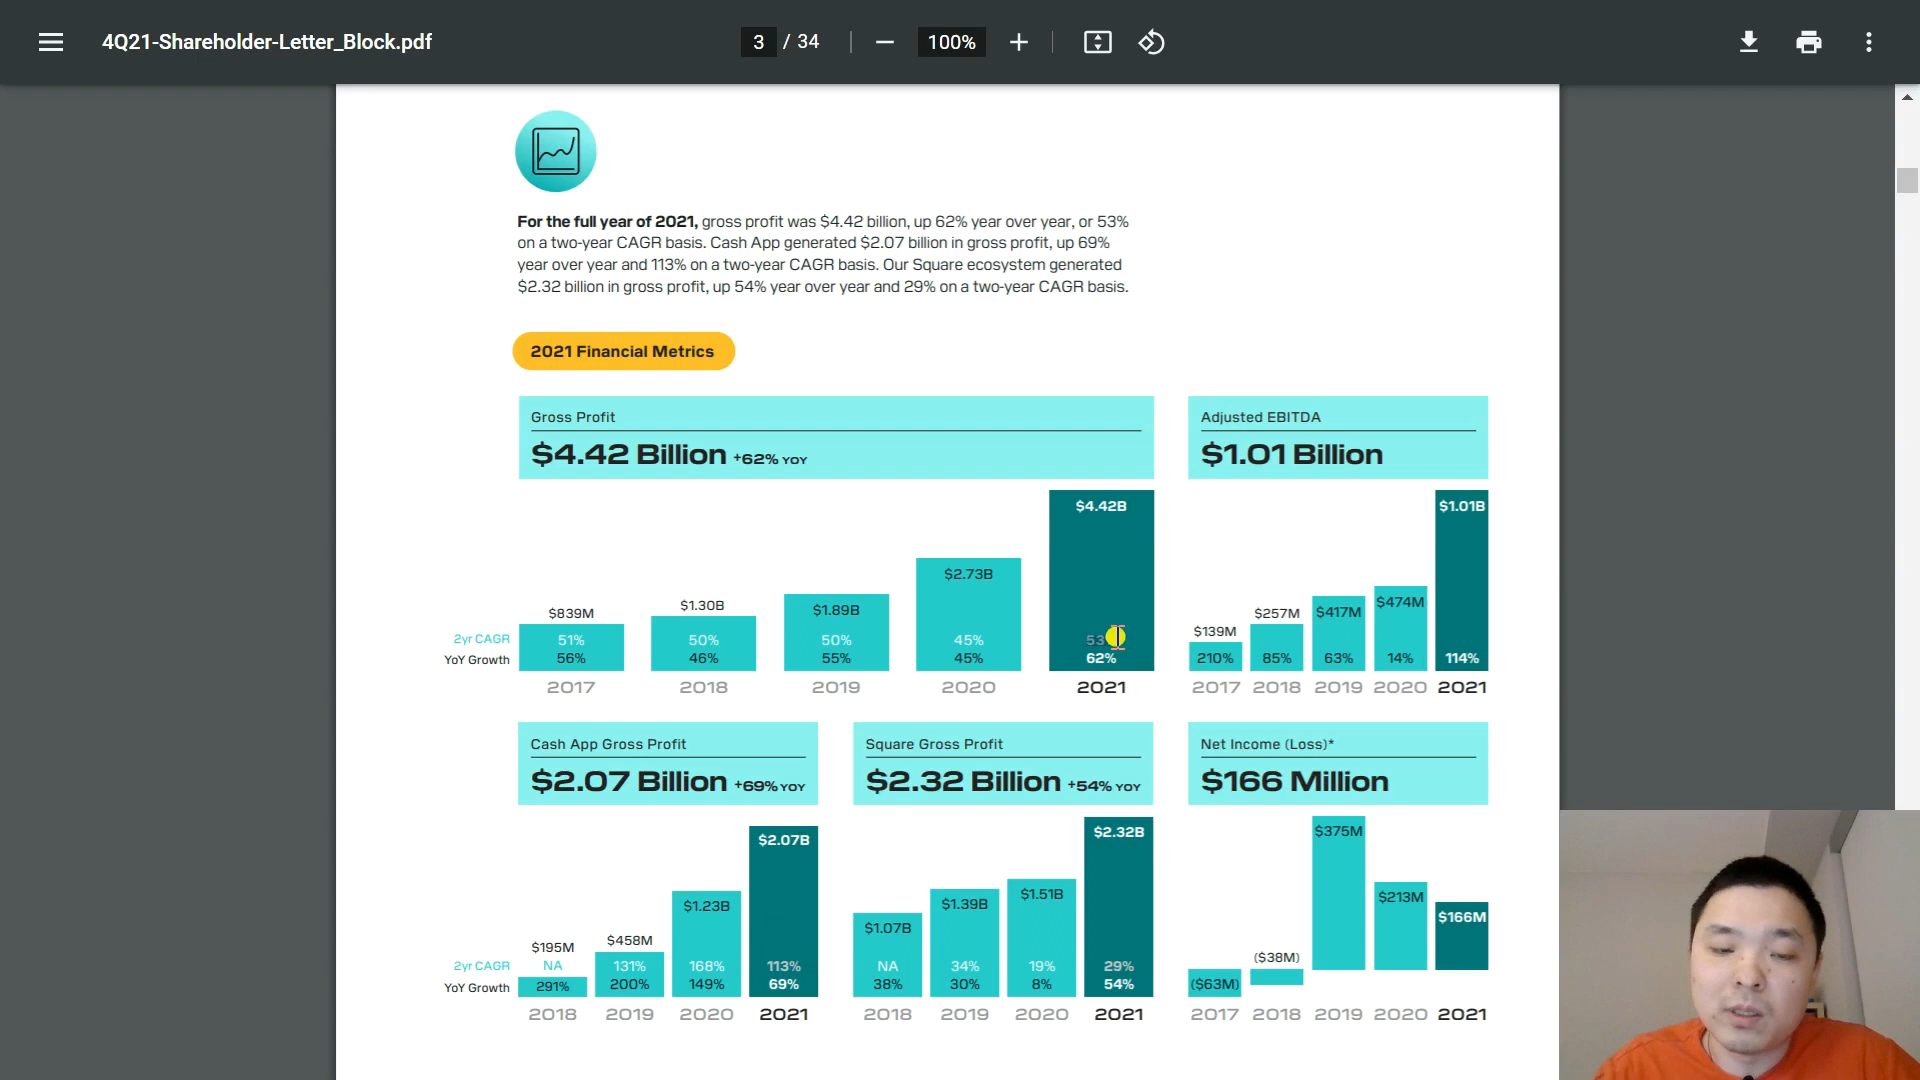 4Q21-Shareholder-Letter_Block.pdf
3 / 34
100%
For the full year of 2021, gross profit was $4.42 billion, up 62% year over year, or 53%
on a two-year CAGR basis. Cash App generated $2.07 billion in gross profit, up 69%
year over year and 113% on a two-year CAGR basis. Our Square ecosystem generated
$2.32 billion in gross profit, up 54% year over year and 29% on a two-year CAGR basis.
2021 Financial Metrics
Gross Profit
$4.42 Billion +62% YOY
$839M $1.30B $1.89B $2.73B $4.42B
2yr CAGR 51% 50% 50% 45% 53
YoY Growth 56% 46% 55% 45% 62%
2017 2018 2019 2020 2021
Adjusted EBITDA
$1.01 Billion
$139M $257M $417M $474M $1.01B
210% 85% 63% 14% 114%
2017 2018 2019 2020 2021
Cash App Gross Profit
$2.07 Billion +69% YOY
$195M $458M $1.23B $2.07B
2yr CAGR NA 131% 168% 113%
YoY Growth 291% 200% 149% 69%
2018 2019 2020 2021
Square Gross Profit
$2.32 Billion +54% YOY
$1.07B $1.39B $1.51B $2.32B
NA 34% 19% 29%
38% 30% 8% 54%
2018 2019 2020 2021
Net Income (Loss)*
$166 Million
($63M) ($38M) $375M $213M $166M
2017 2018 2019 2020 2021